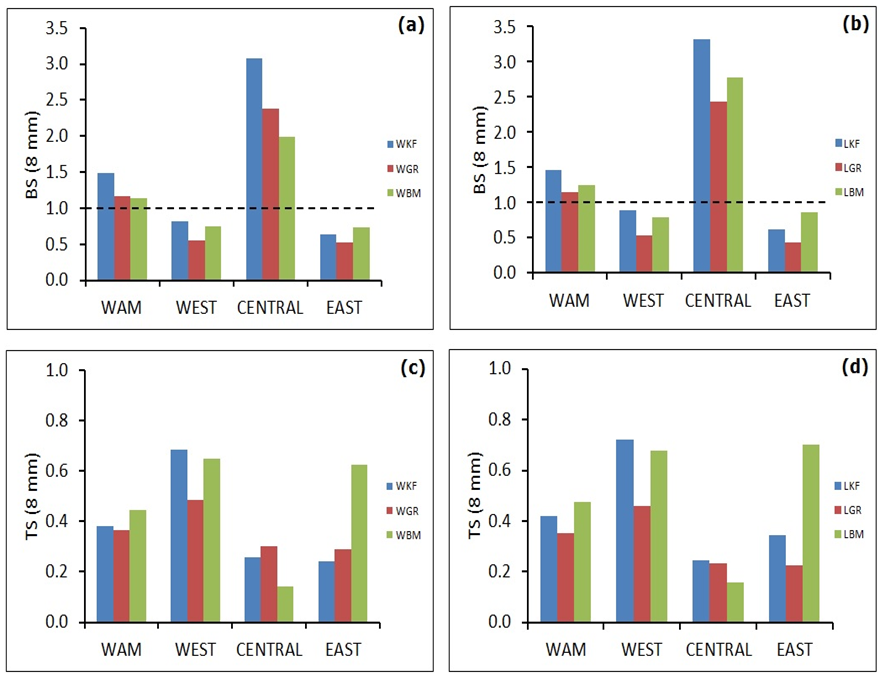 (a)
3.5
3.0
2.5
2.0
1.5
1.0
0.5
0.0
BS (8 mm)
WAM WEST CENTRAL EAST
WKF
WGR
WBM
(b)
3.5
3.0
2.5
2.0
1.5
1.0
0.5
0.0
BS (8 mm)
WAM WEST CENTRAL EAST
LKF
LGR
LBM
(c)
1.0
0.8
0.6
0.4
0.2
0.0
TS (8 mm)
WAM WEST CENTRAL EAST
WKF
WGR
WBM
(d)
1.0
0.8
0.6
0.4
0.2
0.0
TS (8 mm)
WAM WEST CENTRAL EAST
LKF
LGR
LBM